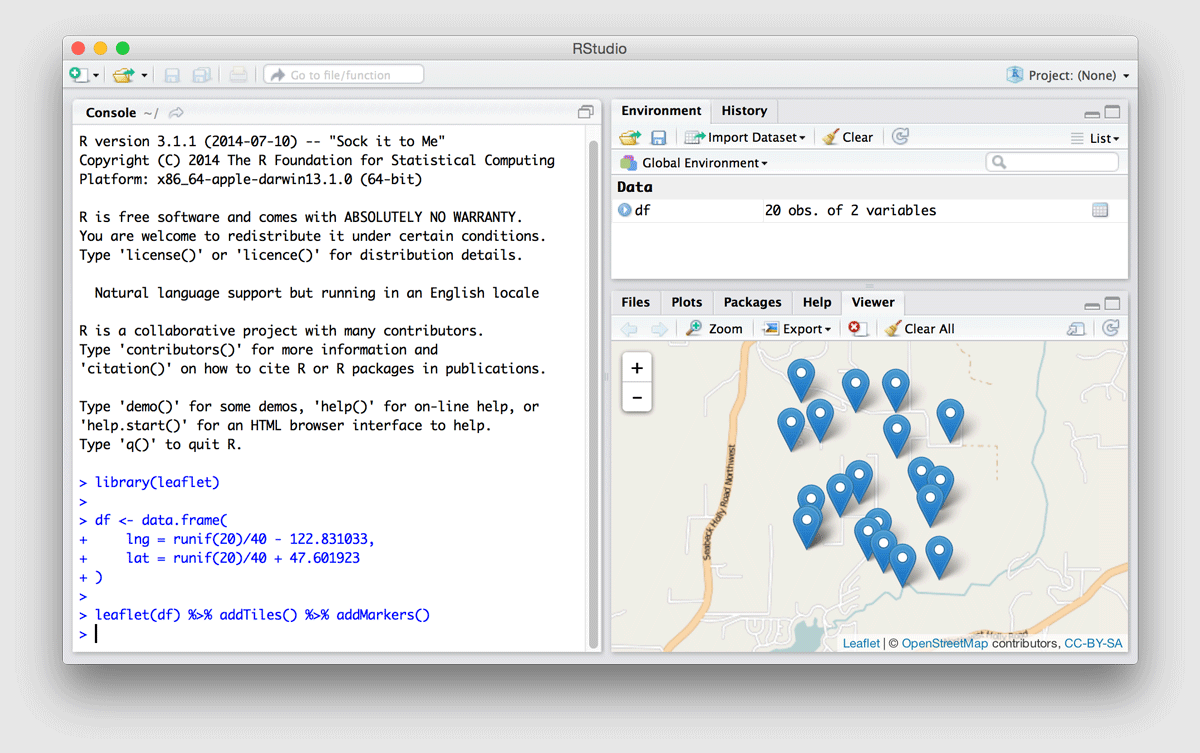 RStudio
Go to file/function
Project: (None)
Console ~/
R version 3.1.1 (2014-07-10) -- "Sock it to Me"
Copyright (C) 2014 The R Foundation for Statistical Computing
Platform: x86_64-apple-darwin13.1.0 (64-bit)
R is free software and comes with ABSOLUTELY NO WARRANTY.
You are welcome to redistribute it under certain conditions.
Type 'license()' or 'licence()' for distribution details.
Natural language support but running in an English locale
R is a collaborative project with many contributors.
Type 'contributors()' for more information and
'citation()' on how to cite R or R packages in publications.
Type 'demo()' for some demos, 'help()' for on-line help, or
'help.start()' for an HTML browser interface to help.
Type 'q()' to quit R.
> library(leaflet)
>
> df <- data.frame(
+     lng = runif(20)/40 - 122.831033,
+     lat = runif(20)/40 + 47.601923
+ )
>
> leaflet(df) %>% addTiles() %>% addMarkers()
>
Environment History
Import Dataset Clear List
Global Environment
Data
df 20 obs. of 2 variables
Files Plots Packages Help Viewer
Zoom Export Clear All
+
−
Seabeck Holly Road Northwest
Leaflet | © OpenStreetMap contributors, CC-BY-SA